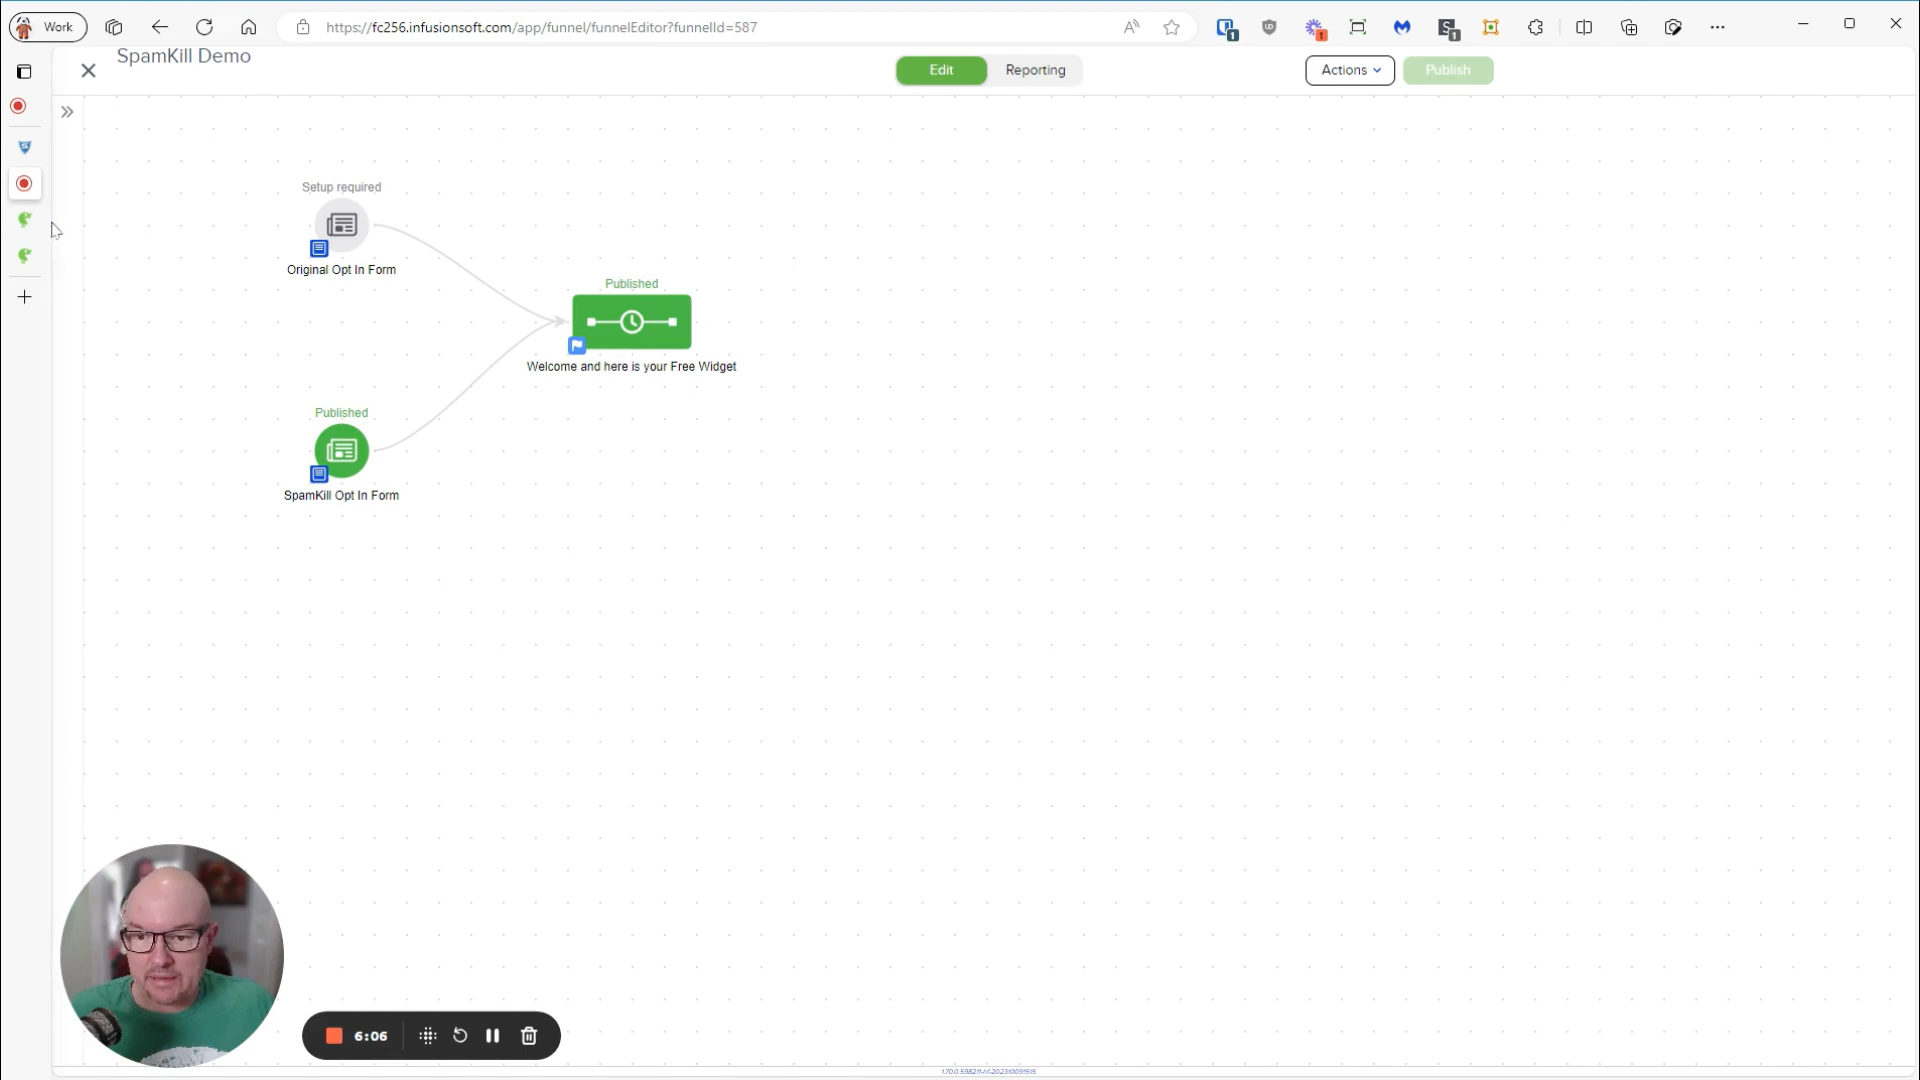 Work
https://fc256.infusionsoft.com/app/funnel/funnelEditor?funnelId=587
SpamKill Demo
Edit
Reporting
Actions
Publish
Setup required
Original Opt In Form
Published
Welcome and here is your Free Widget
Published
SpamKill Opt In Form
6:06